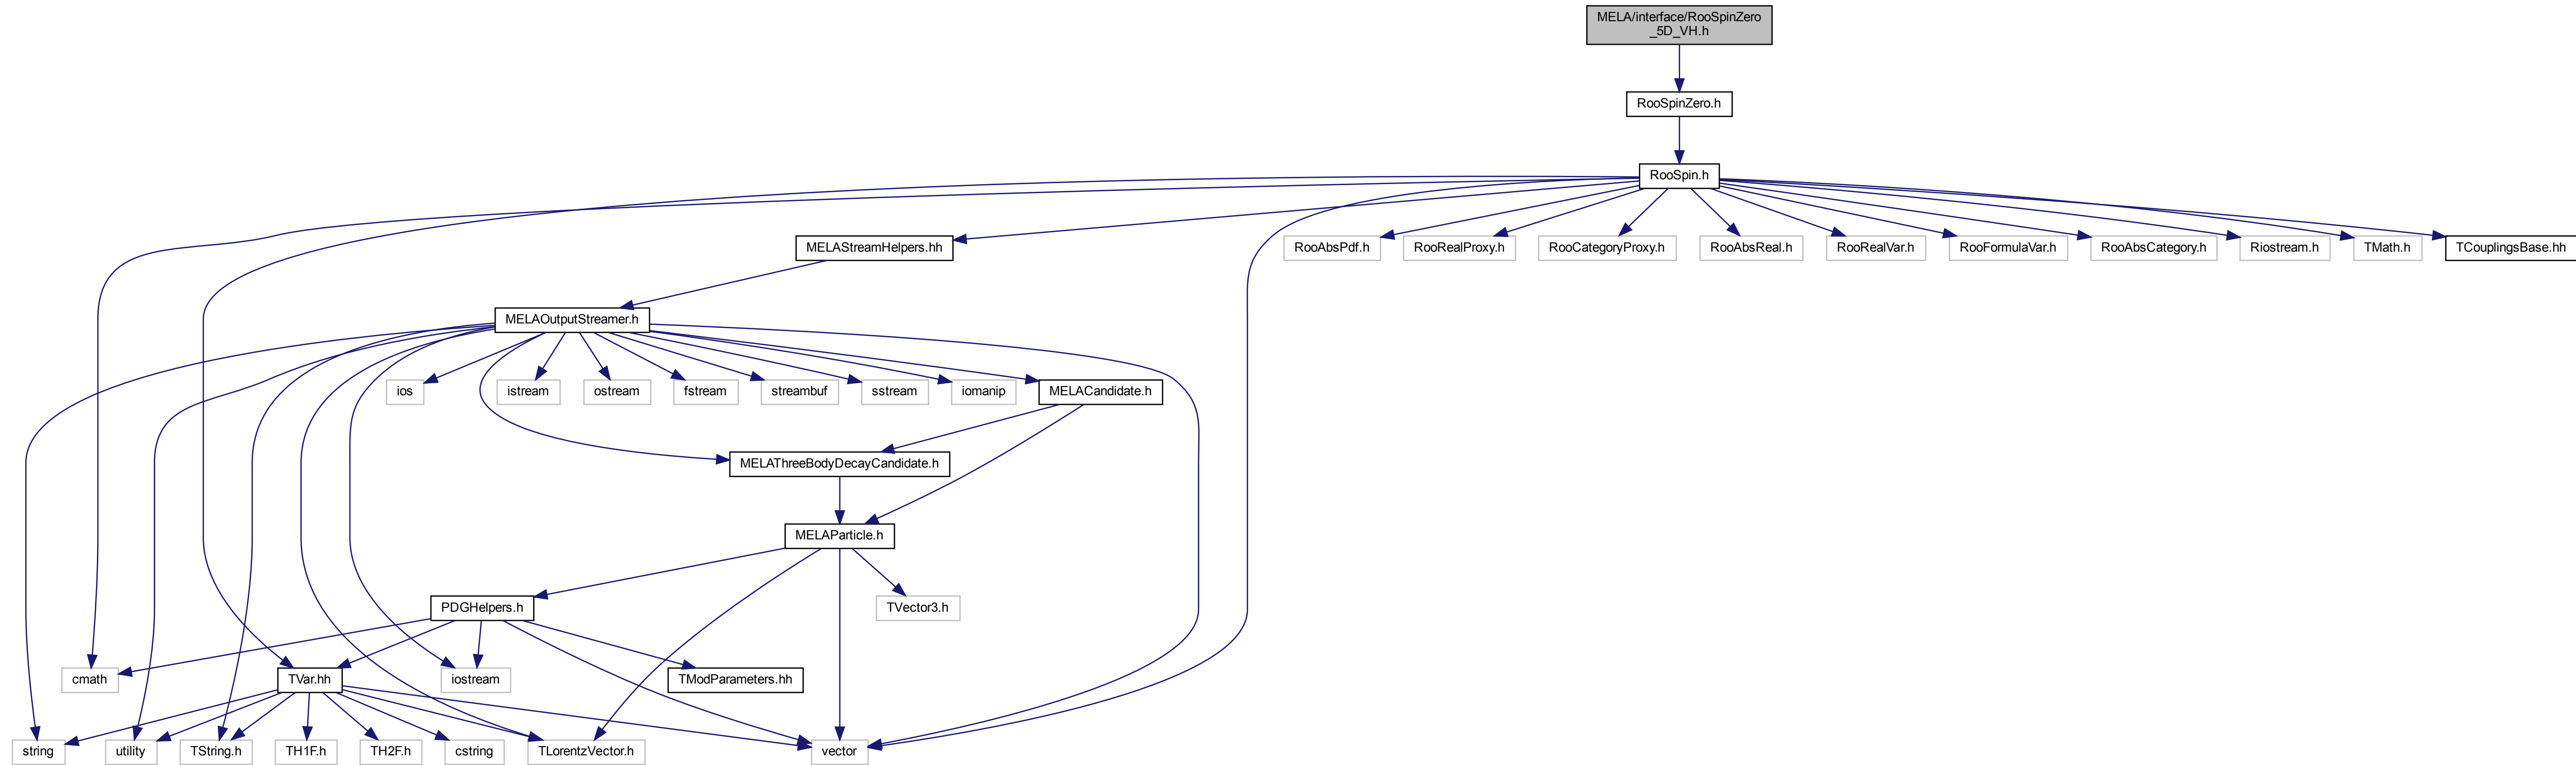 MELA/interface/RooSpinZero
_5D_VH.h
RooSpinZero.h
RooSpin.h
MELAStreamHelpers.hh
RooAbsPdf.h
RooRealProxy.h
RooCategoryProxy.h
RooAbsReal.h
RooRealVar.h
RooFormulaVar.h
RooAbsCategory.h
Riostream.h
TMath.h
TCouplingsBase.hh
MELAOutputStreamer.h
ios
istream
ostream
fstream
streambuf
sstream
iomanip
MELACandidate.h
MELAThreeBodyDecayCandidate.h
MELAParticle.h
PDGHelpers.h
TVector3.h
cmath
TVar.hh
iostream
TModParameters.hh
string
utility
TString.h
TH1F.h
TH2F.h
cstring
TLorentzVector.h
vector